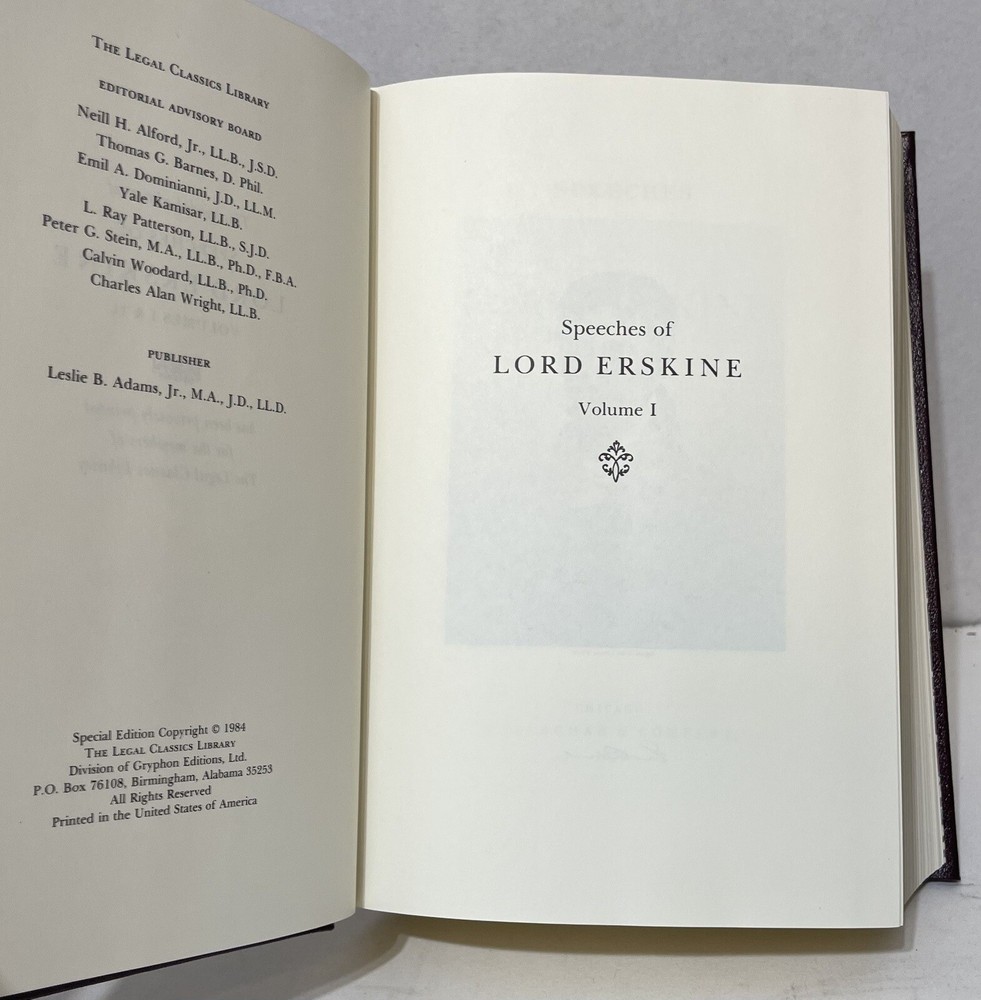 THE LEGAL CLASSICS LIBRARY
EDITORIAL ADVISORY BOARD
Neill H. Alford, Jr., LL.B., J.S.D.
Thomas G. Barnes, D. Phil.
Emil A. Dominianni, J.D., LL.M.
Yale Kamisar, LL.B.
L. Ray Patterson, LL.B., S.J.D.
Peter G. Stein, M.A., LL.B., Ph.D., F.B.A.
Calvin Woodard, LL.B., Ph.D.
Charles Alan Wright, LL.B.
PUBLISHER
Leslie B. Adams, Jr., M.A., J.D., LL.D.
Special Edition Copyright © 1984
THE LEGAL CLASSICS LIBRARY
Division of Gryphon Editions, Ltd.
P.O. Box 76108, Birmingham, Alabama 35253
All Rights Reserved
Printed in the United States of America
Speeches of
LORD ERSKINE
Volume I